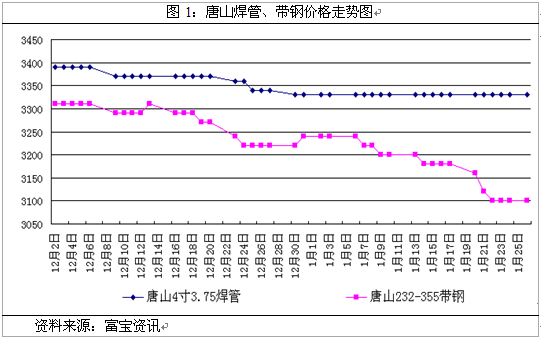 图 1：唐山焊管、带钢价格走势图
3450
3400
3350
3300
3250
3200
3150
3100
3050
12月2日
12月4日
12月6日
12月8日
12月10日
12月12日
12月14日
12月16日
12月18日
12月20日
12月22日
12月24日
12月26日
12月28日
12月30日
1月1日
1月3日
1月5日
1月7日
1月9日
1月11日
1月13日
1月15日
1月17日
1月19日
1月21日
1月23日
1月25日
唐山4寸3.75焊管
唐山232-355带钢
资料来源：富宝资讯